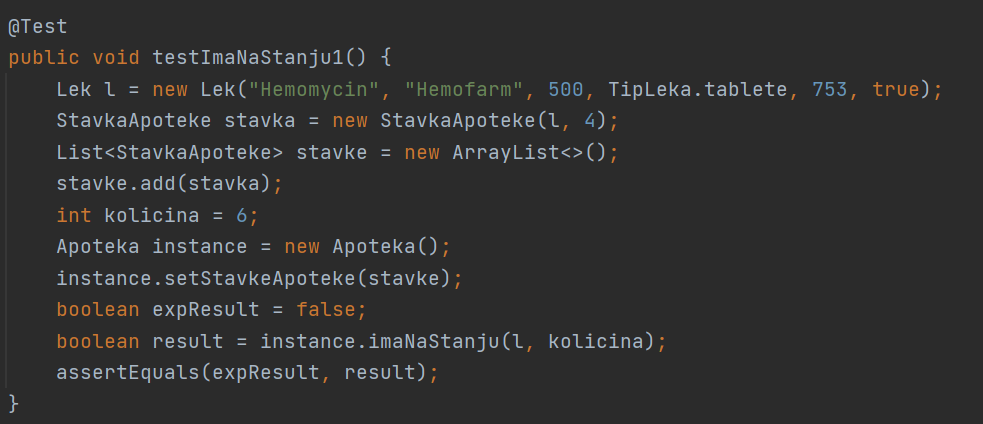 @Test
public void testImaNaStanju1() {
    Lek l = new Lek("Hemomycin", "Hemofarm", 500, TipLeka.tablete, 753, true);
    StavkaApoteke stavka = new StavkaApoteke(l, 4);
    List<StavkaApoteke> stavke = new ArrayList<>();
    stavke.add(stavka);
    int kolicina = 6;
    Apoteka instance = new Apoteka();
    instance.setStavkeApoteke(stavke);
    boolean expResult = false;
    boolean result = instance.imaNaStanju(l, kolicina);
    assertEquals(expResult, result);
}